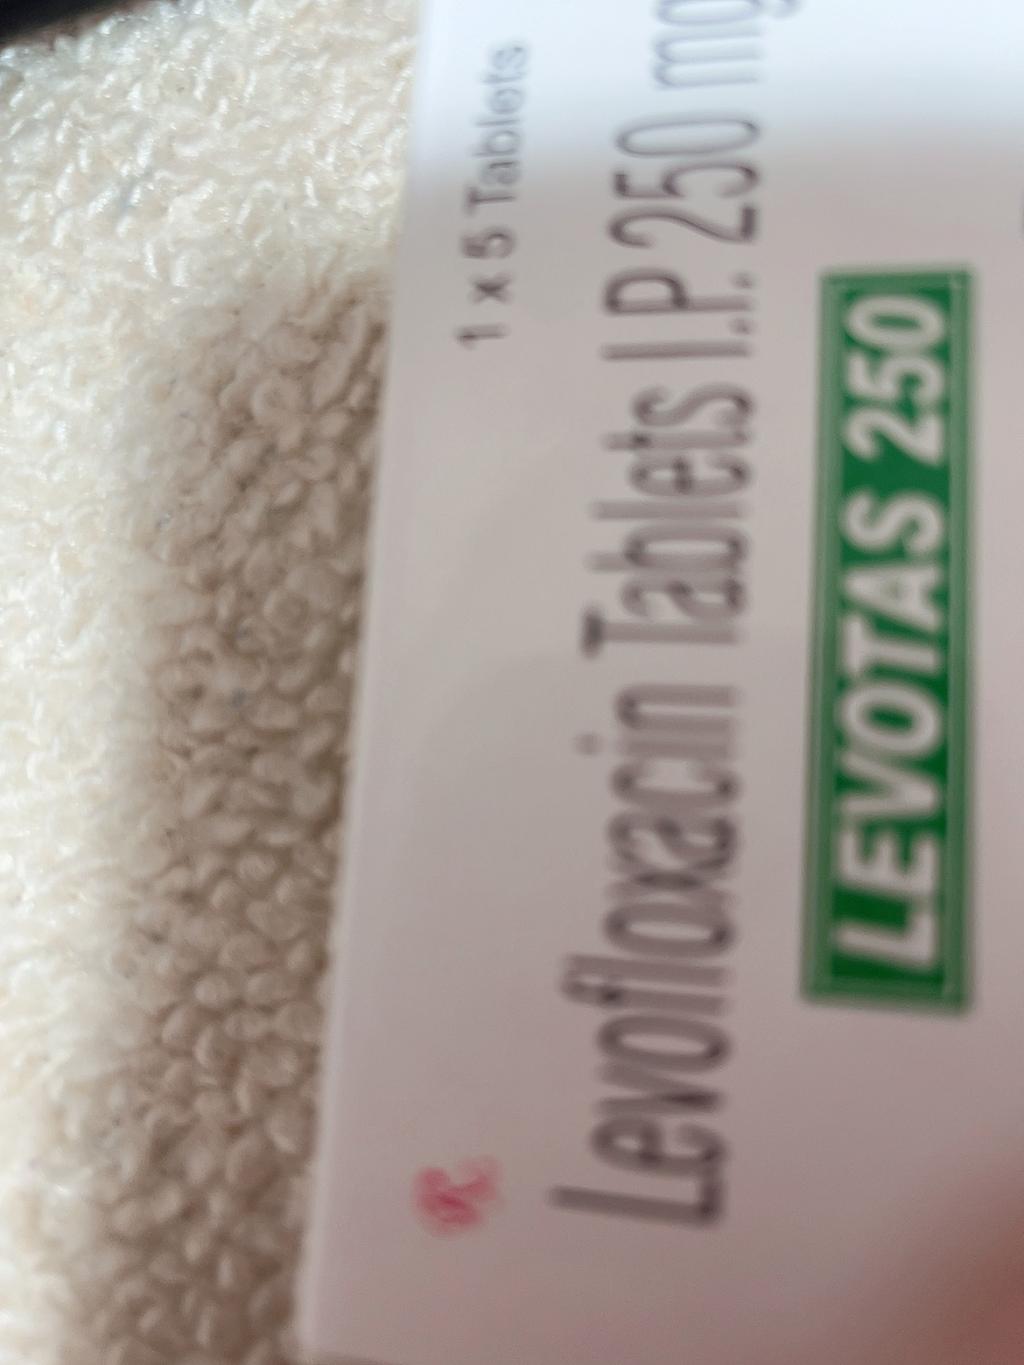 1 x 5 Tablets
Levofloxacin Tablets I.P. 250 mg
LEVOTAS 250